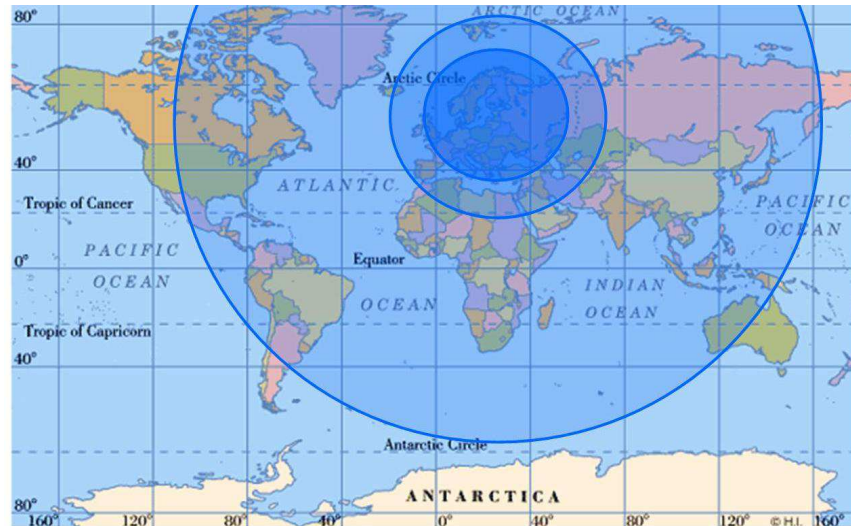 80°
ARCTIC OCEAN
Arctic Circle
40°
ATLANTIC
Tropic of Cancer
PACIFIC
OCEAN
PACIFIC
OCEAN
0°
Equator
INDIAN
OCEAN
OCEAN
Tropic of Capricorn
40°
Antarctic Circle
ANTARCTICA
80°
160° 120° 80° 40° 0° 40° 80° 120° © H.I. 160°